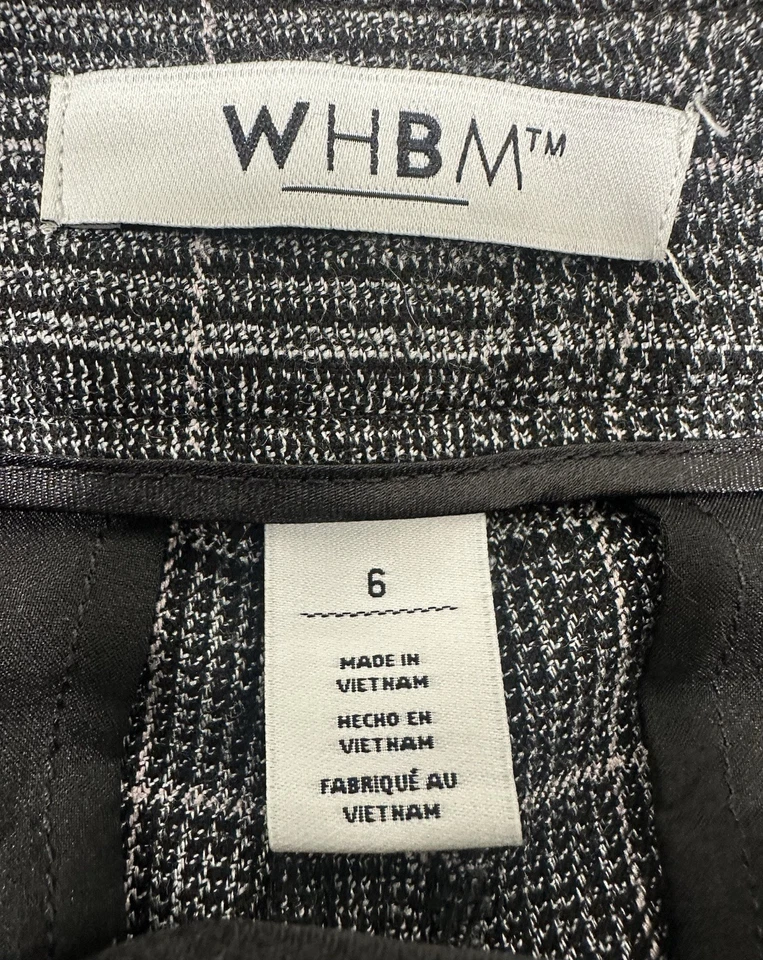 WHBM™
6
MADE IN
VIETNAM
HECHO EN
VIETNAM
FABRIQUÉ AU
VIETNAM